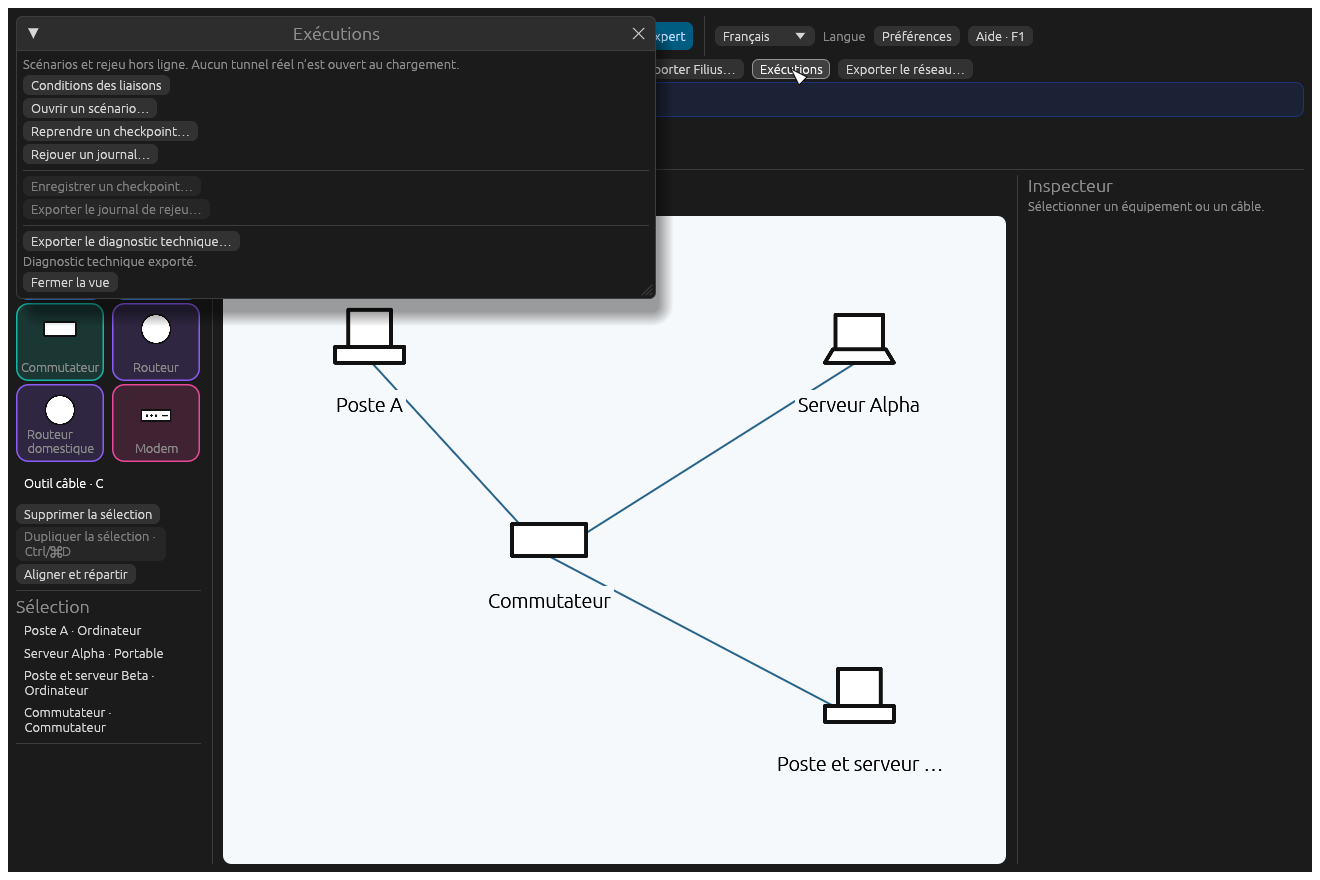 Exécutions
xpert
Français
Langue
Préférences
Aide · F1
porter Filius…
Exécutions
Exporter le réseau…
Scénarios et rejeu hors ligne. Aucun tunnel réel n’est ouvert au chargement.
Conditions des liaisons
Ouvrir un scénario…
Reprendre un checkpoint…
Rejouer un journal…
Enregistrer un checkpoint…
Exporter le journal de rejeu…
Exporter le diagnostic technique…
Diagnostic technique exporté.
Fermer la vue
Commutateur
Routeur
Routeur
domestique
Modem
Outil câble · C
Supprimer la sélection
Dupliquer la sélection ·
Ctrl/⌘D
Aligner et répartir
Sélection
Poste A · Ordinateur
Serveur Alpha · Portable
Poste et serveur Beta ·
Ordinateur
Commutateur ·
Commutateur
Poste A
Serveur Alpha
Commutateur
Poste et serveur …
Inspecteur
Sélectionner un équipement ou un câble.